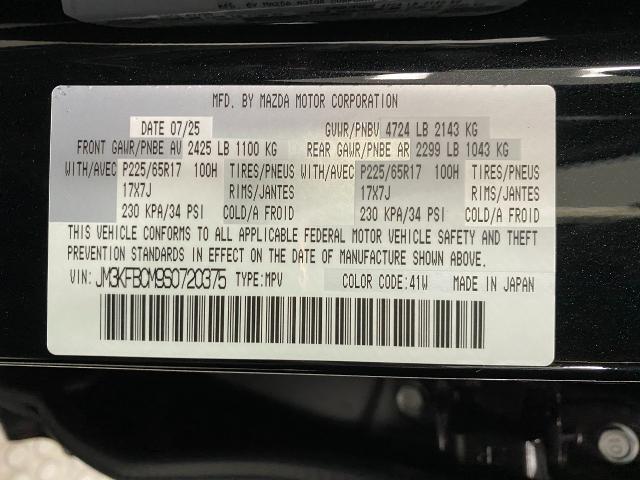 MFG. BY MAZDA MOTOR CORPORATION
DATE 07/25 GVWR/PNBV 4724 LB 2143 KG
FRONT GAWR/PNBE AV 2425 LB 1100 KG REAR GAWR/PNBE AR 2299 LB 1043 KG
WITH/AVEC P225/65R17 100H TIRES/PNEUS WITH/AVEC P225/65R17 100H TIRES/PNEUS
17X7J RIMS/JANTES 17X7J RIMS/JANTES
230 KPA/34 PSI COLD/A FROID 230 KPA/34 PSI COLD/A FROID
THIS VEHICLE CONFORMS TO ALL APPLICABLE FEDERAL MOTOR VEHICLE SAFETY AND THEFT
PREVENTION STANDARDS IN EFFECT ON THE DATE OF MANUFACTURE SHOWN ABOVE.
VIN: JM3KFBCM9S0720375 TYPE:MPV COLOR CODE:41W MADE IN JAPAN